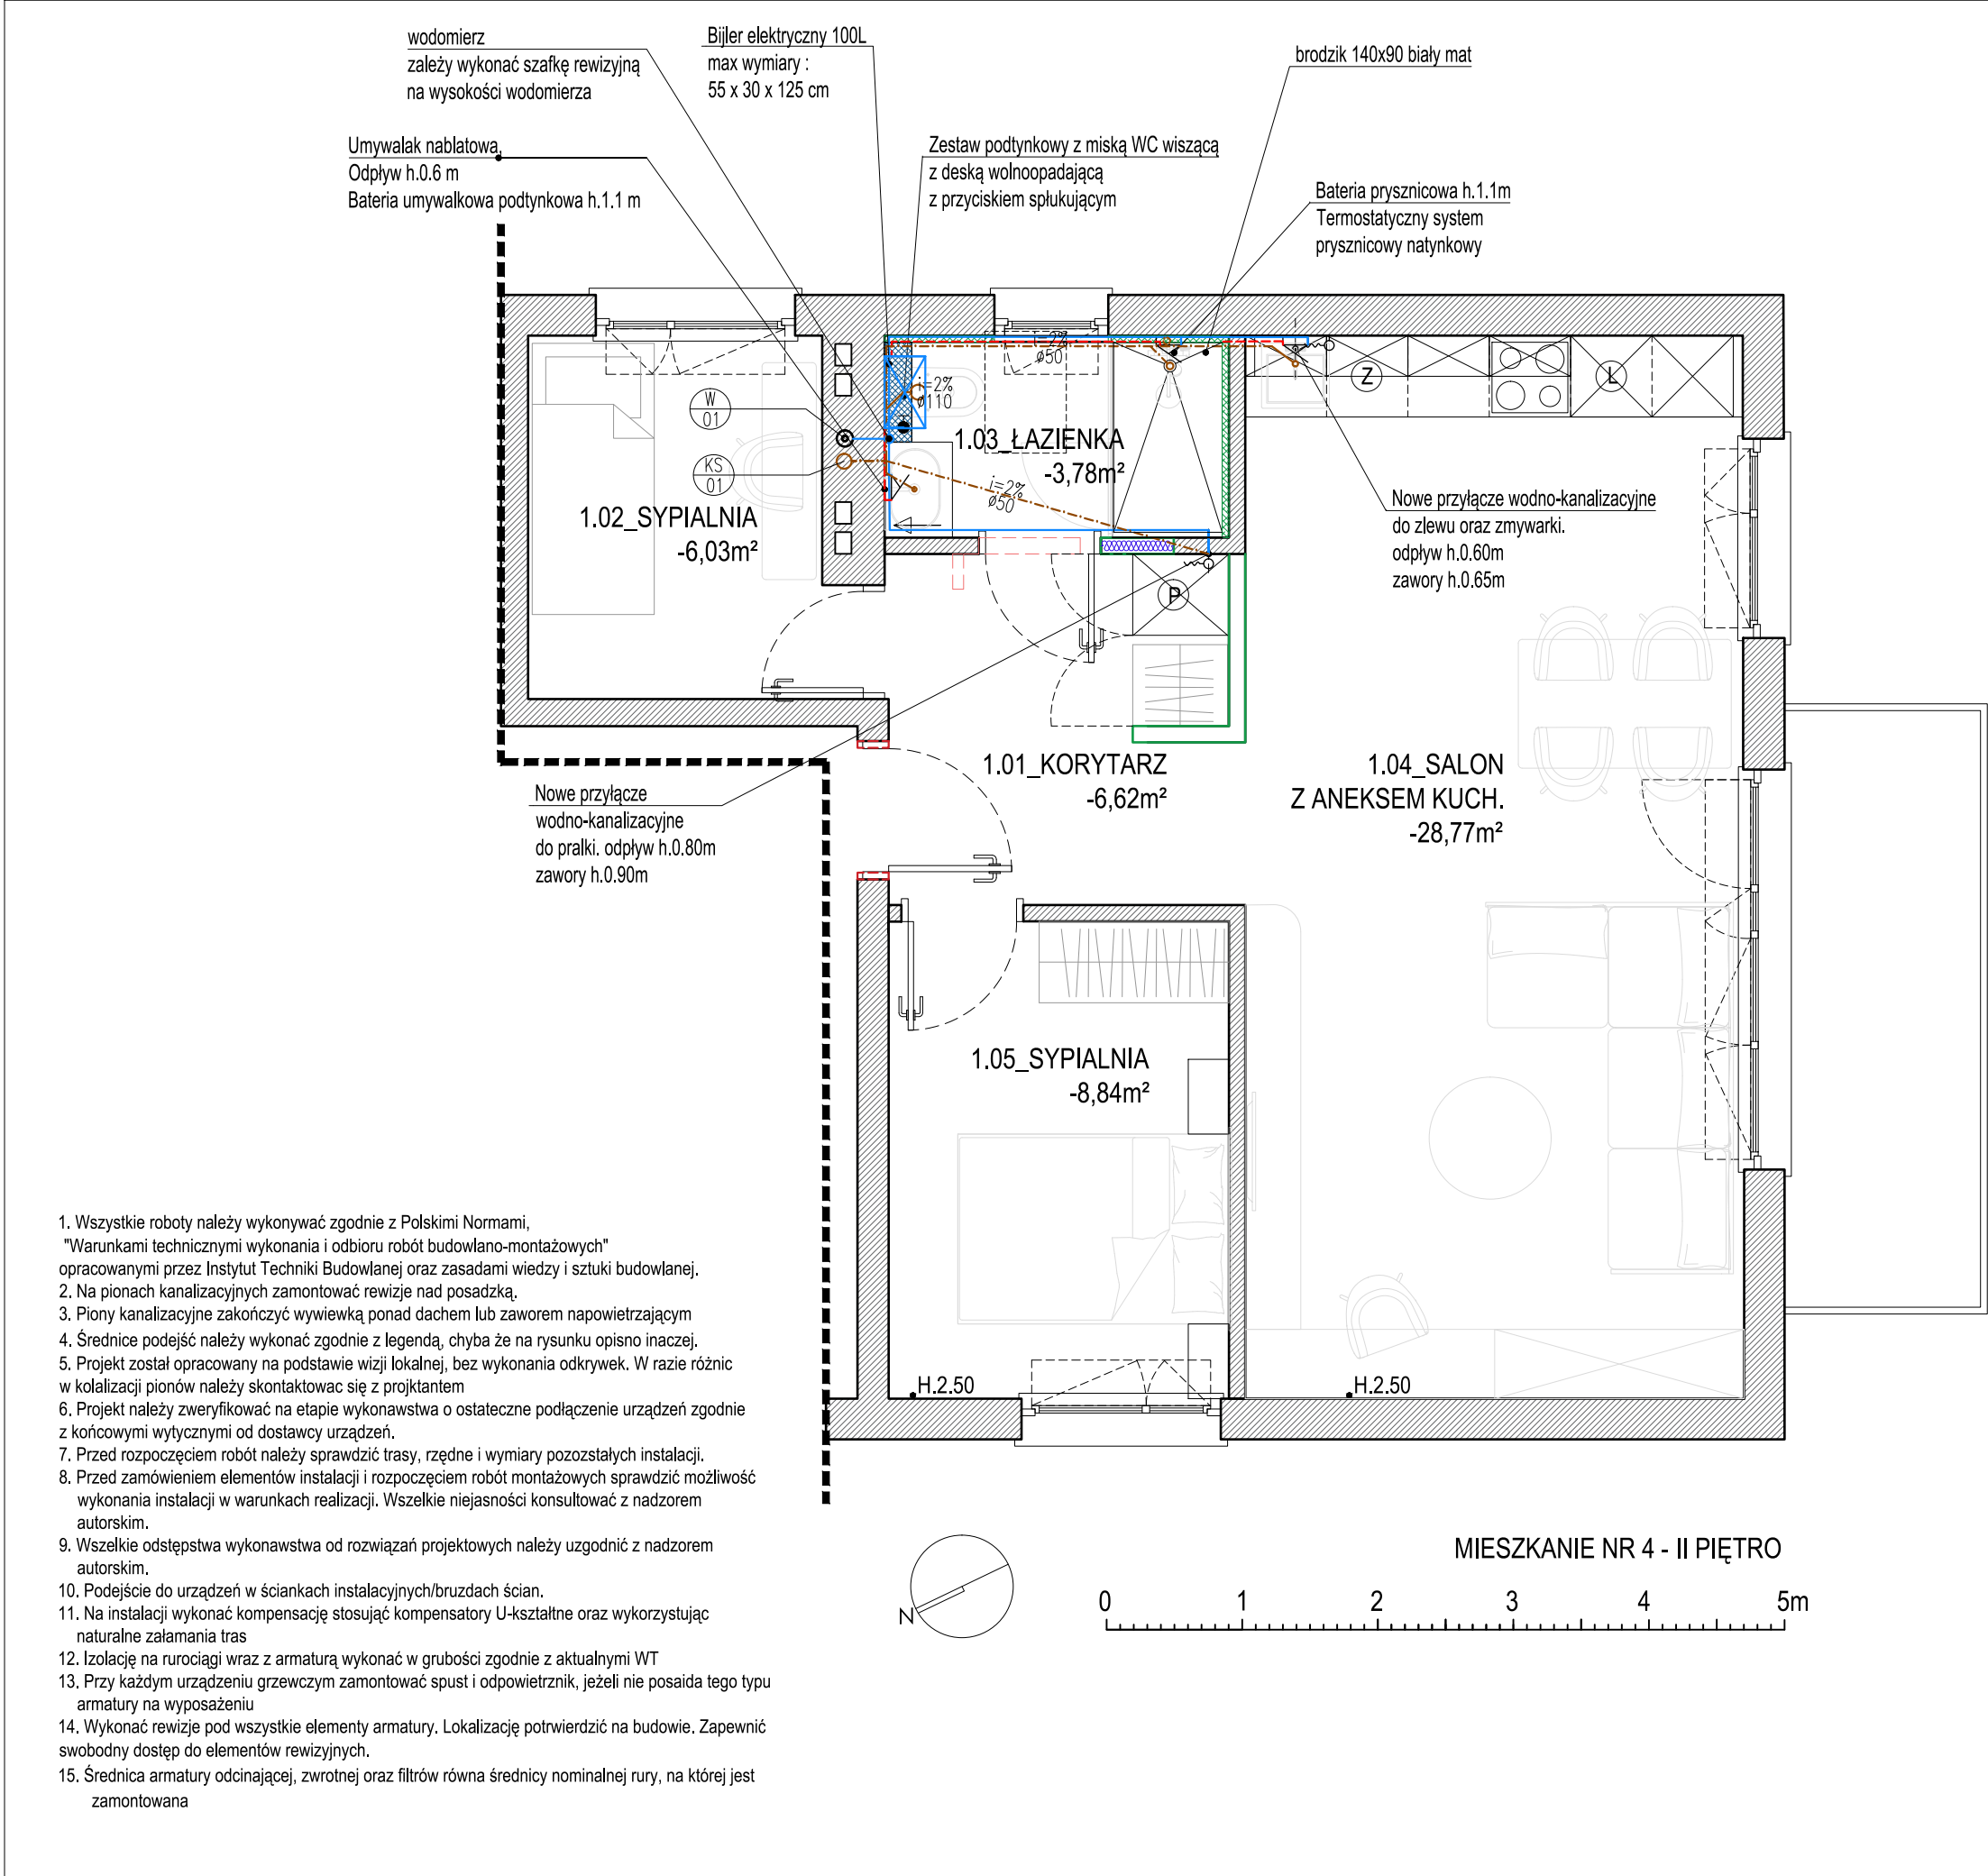 wodomierz
zależy wykonać szafkę rewizyjną
na wysokości wodomierza
Bijler elektryczny 100L
max wymiary :
55 x 30 x 125 cm
brodzik 140x90 biały mat
Umywalak nablatowa,
Odpływ h.0.6 m
Bateria umywalkowa podtynkowa h.1.1 m
Zestaw podtynkowy z miską WC wiszącą
z deską wolnoopadającą
z przyciskiem spłukującym
Bateria prysznicowa h.1.1m
Termostatyczny system
prysznicowy natynkowy
i=2%
ø50
i=2%
ø110
W
01
KS
01
Z
L
1.03_ŁAZIENKA
-3,78m²
i=2%
ø50
1.02_SYPIALNIA
-6,03m²
Nowe przyłącze wodno-kanalizacyjne
do zlewu oraz zmywarki.
odpływ h.0.60m
zawory h.0.65m
P
1.01_KORYTARZ
-6,62m²
1.04_SALON
Z ANEKSEM KUCH.
-28,77m²
Nowe przyłącze
wodno-kanalizacyjne
do pralki. odpływ h.0.80m
zawory h.0.90m
1.05_SYPIALNIA
-8,84m²
H.2.50
H.2.50
1. Wszystkie roboty należy wykonywać zgodnie z Polskimi Normami,
"Warunkami technicznymi wykonania i odbioru robót budowlano-montażowych"
opracowanymi przez Instytut Techniki Budowlanej oraz zasadami wiedzy i sztuki budowlanej.
2. Na pionach kanalizacyjnych zamontować rewizje nad posadzką.
3. Piony kanalizacyjne zakończyć wywiewką ponad dachem lub zaworem napowietrzającym
4. Średnice podejść należy wykonać zgodnie z legendą, chyba że na rysunku opisno inaczej.
5. Projekt został opracowany na podstawie wizji lokalnej, bez wykonania odkrywek. W razie różnic
w kolalizacji pionów należy skontaktowac się z projktantem
6. Projekt należy zweryfikować na etapie wykonawstwa o ostateczne podłączenie urządzeń zgodnie
z końcowymi wytycznymi od dostawcy urządzeń.
7. Przed rozpoczęciem robót należy sprawdzić trasy, rzędne i wymiary pozozstałych instalacji.
8. Przed zamówieniem elementów instalacji i rozpoczęciem robót montażowych sprawdzić możliwość
wykonania instalacji w warunkach realizacji. Wszelkie niejasności konsultować z nadzorem
autorskim.
9. Wszelkie odstępstwa wykonawstwa od rozwiązań projektowych należy uzgodnić z nadzorem
autorskim.
10. Podejście do urządzeń w ściankach instalacyjnych/bruzdach ścian.
11. Na instalacji wykonać kompensację stosująć kompensatory U-kształtne oraz wykorzystując
naturalne załamania tras
12. Izolację na rurociągi wraz z armaturą wykonać w grubości zgodnie z aktualnymi WT
13. Przy każdym urządzeniu grzewczym zamontować spust i odpowietrznik, jeżeli nie posaida tego typu
armatury na wyposażeniu
14. Wykonać rewizje pod wszystkie elementy armatury. Lokalizację potrwierdzić na budowie. Zapewnić
swobodny dostęp do elementów rewizyjnych.
15. Średnica armatury odcinającej, zwrotnej oraz filtrów równa średnicy nominalnej rury, na której jest
zamontowana
N
MIESZKANIE NR 4 - II PIĘTRO
0 1 2 3 4 5m